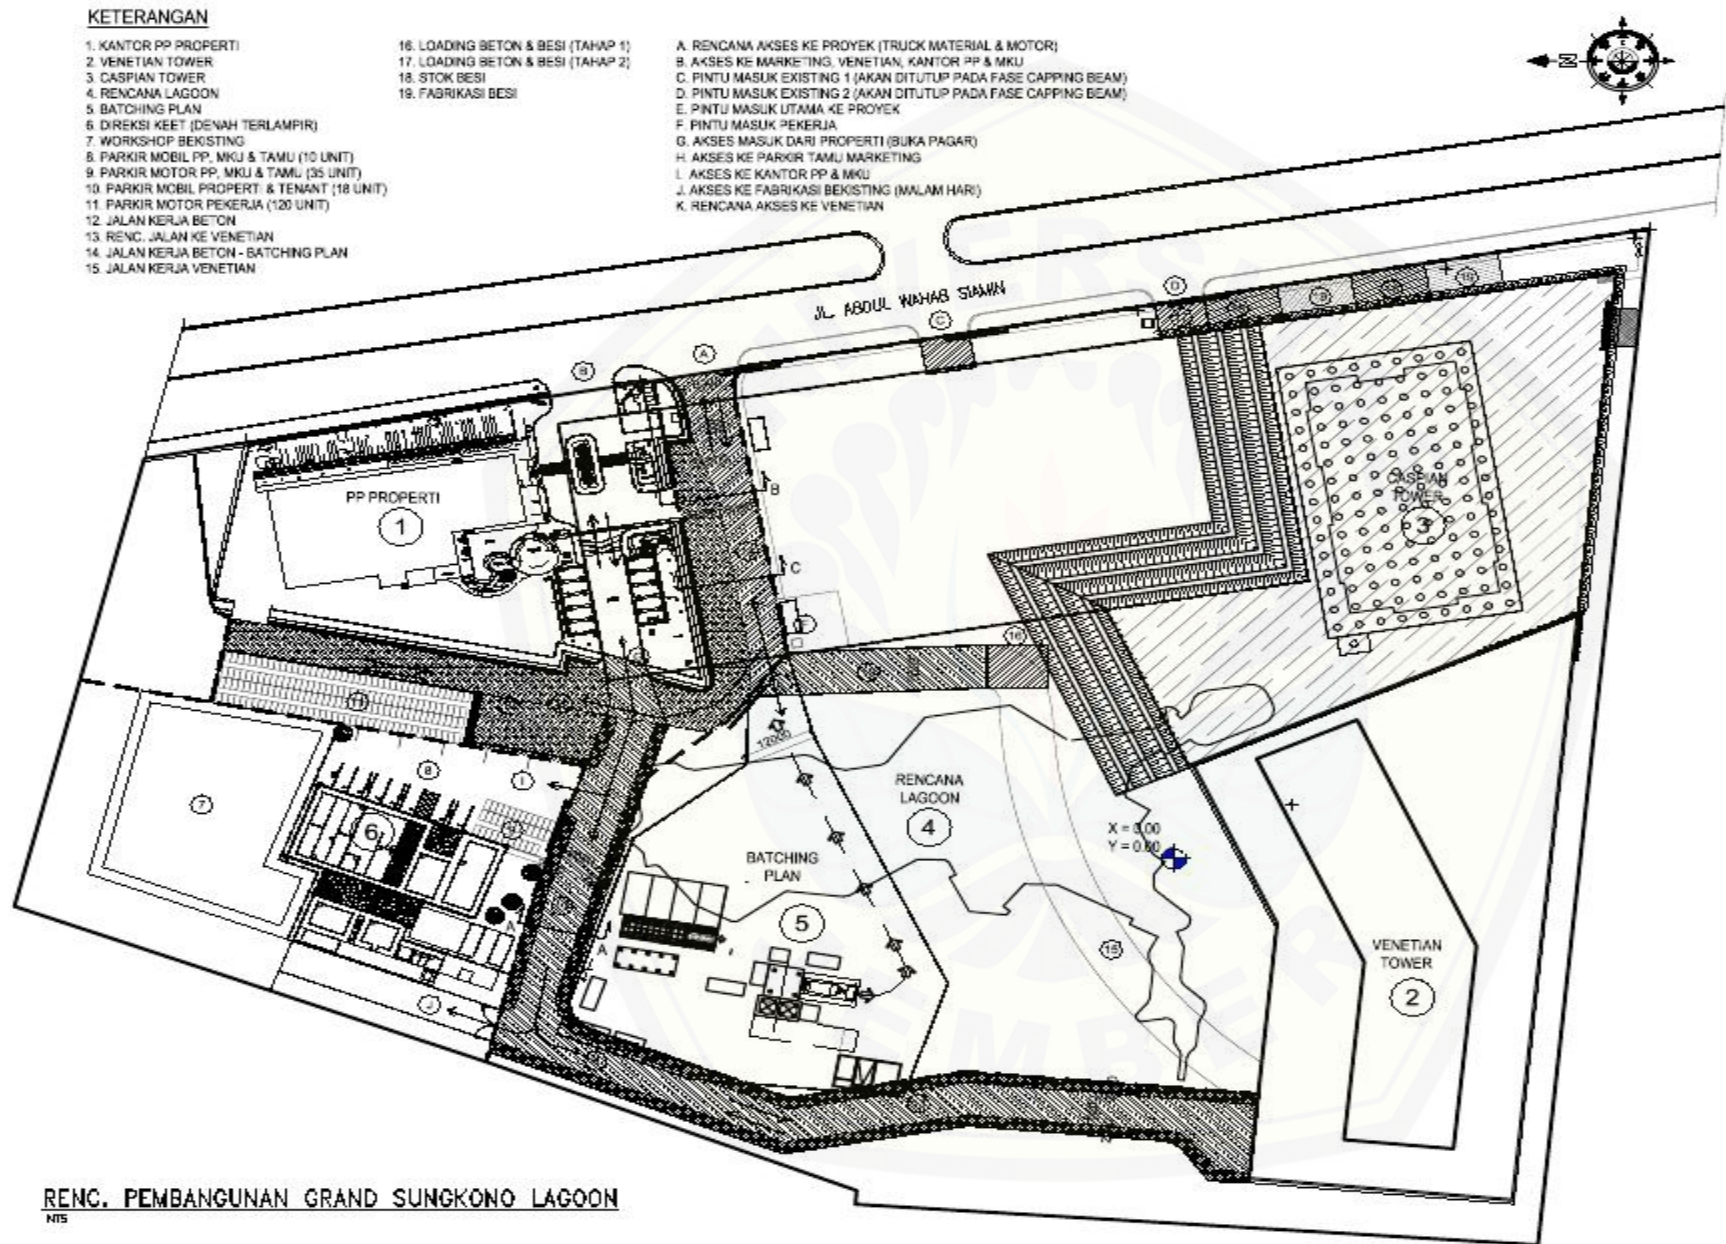 KETERANGAN
1. KANTOR PP PROPERTI
2. VENETIAN TOWER
3. CASPIAN TOWER
4. RENCANA LAGOON
5. BATCHING PLAN
6. DIREKSI KEET (DENAH TERLAMPIR)
7. WORKSHOP BEKISTING
8. PARKIR MOBIL PP, MKU & TAMU (10 UNIT)
9. PARKIR MOTOR PP, MKU & TAMU (35 UNIT)
10. PARKIR MOBIL PROPERTI & TENANT (18 UNIT)
11. PARKIR MOTOR PEKERJA (120 UNIT)
12. JALAN KERJA BETON
13. RENC. JALAN KE VENETIAN
14. JALAN KERJA BETON - BATCHING PLAN
15. JALAN KERJA VENETIAN
16. LOADING BETON & BESI (TAHAP 1)
17. LOADING BETON & BESI (TAHAP 2)
18. STOK BESI
19. FABRIKASI BESI
A. RENCANA AKSES KE PROYEK (TRUCK MATERIAL & MOTOR)
B. AKSES KE MARKETING, VENETIAN, KANTOR PP & MKU
C. PINTU MASUK EXISTING 1 (AKAN DITUTUP PADA FASE CAPPING BEAM)
D. PINTU MASUK EXISTING 2 (AKAN DITUTUP PADA FASE CAPPING BEAM)
E. PINTU MASUK UTAMA KE PROYEK
F. PINTU MASUK PEKERJA
G. AKSES MASUK DARI PROPERTI (BUKA PAGAR)
H. AKSES KE PARKIR TAMU MARKETING
I. AKSES KE KANTOR PP & MKU
J. AKSES KE FABRIKASI BEKISTING (MALAM HARI)
K. RENCANA AKSES KE VENETIAN
N
JL. ABDUL WAHAB SIAMIN
D
C
A
B
B
C
PP PROPERTI
1
CASPIAN
TOWER
3
16
12000
RENCANA
LAGOON
4
X = 0.00
Y = 0.00
7
8
I
6
BATCHING
PLAN
5
A
A
J
15
VENETIAN
TOWER
2
RENC. PEMBANGUNAN GRAND SUNGKONO LAGOON
NTS